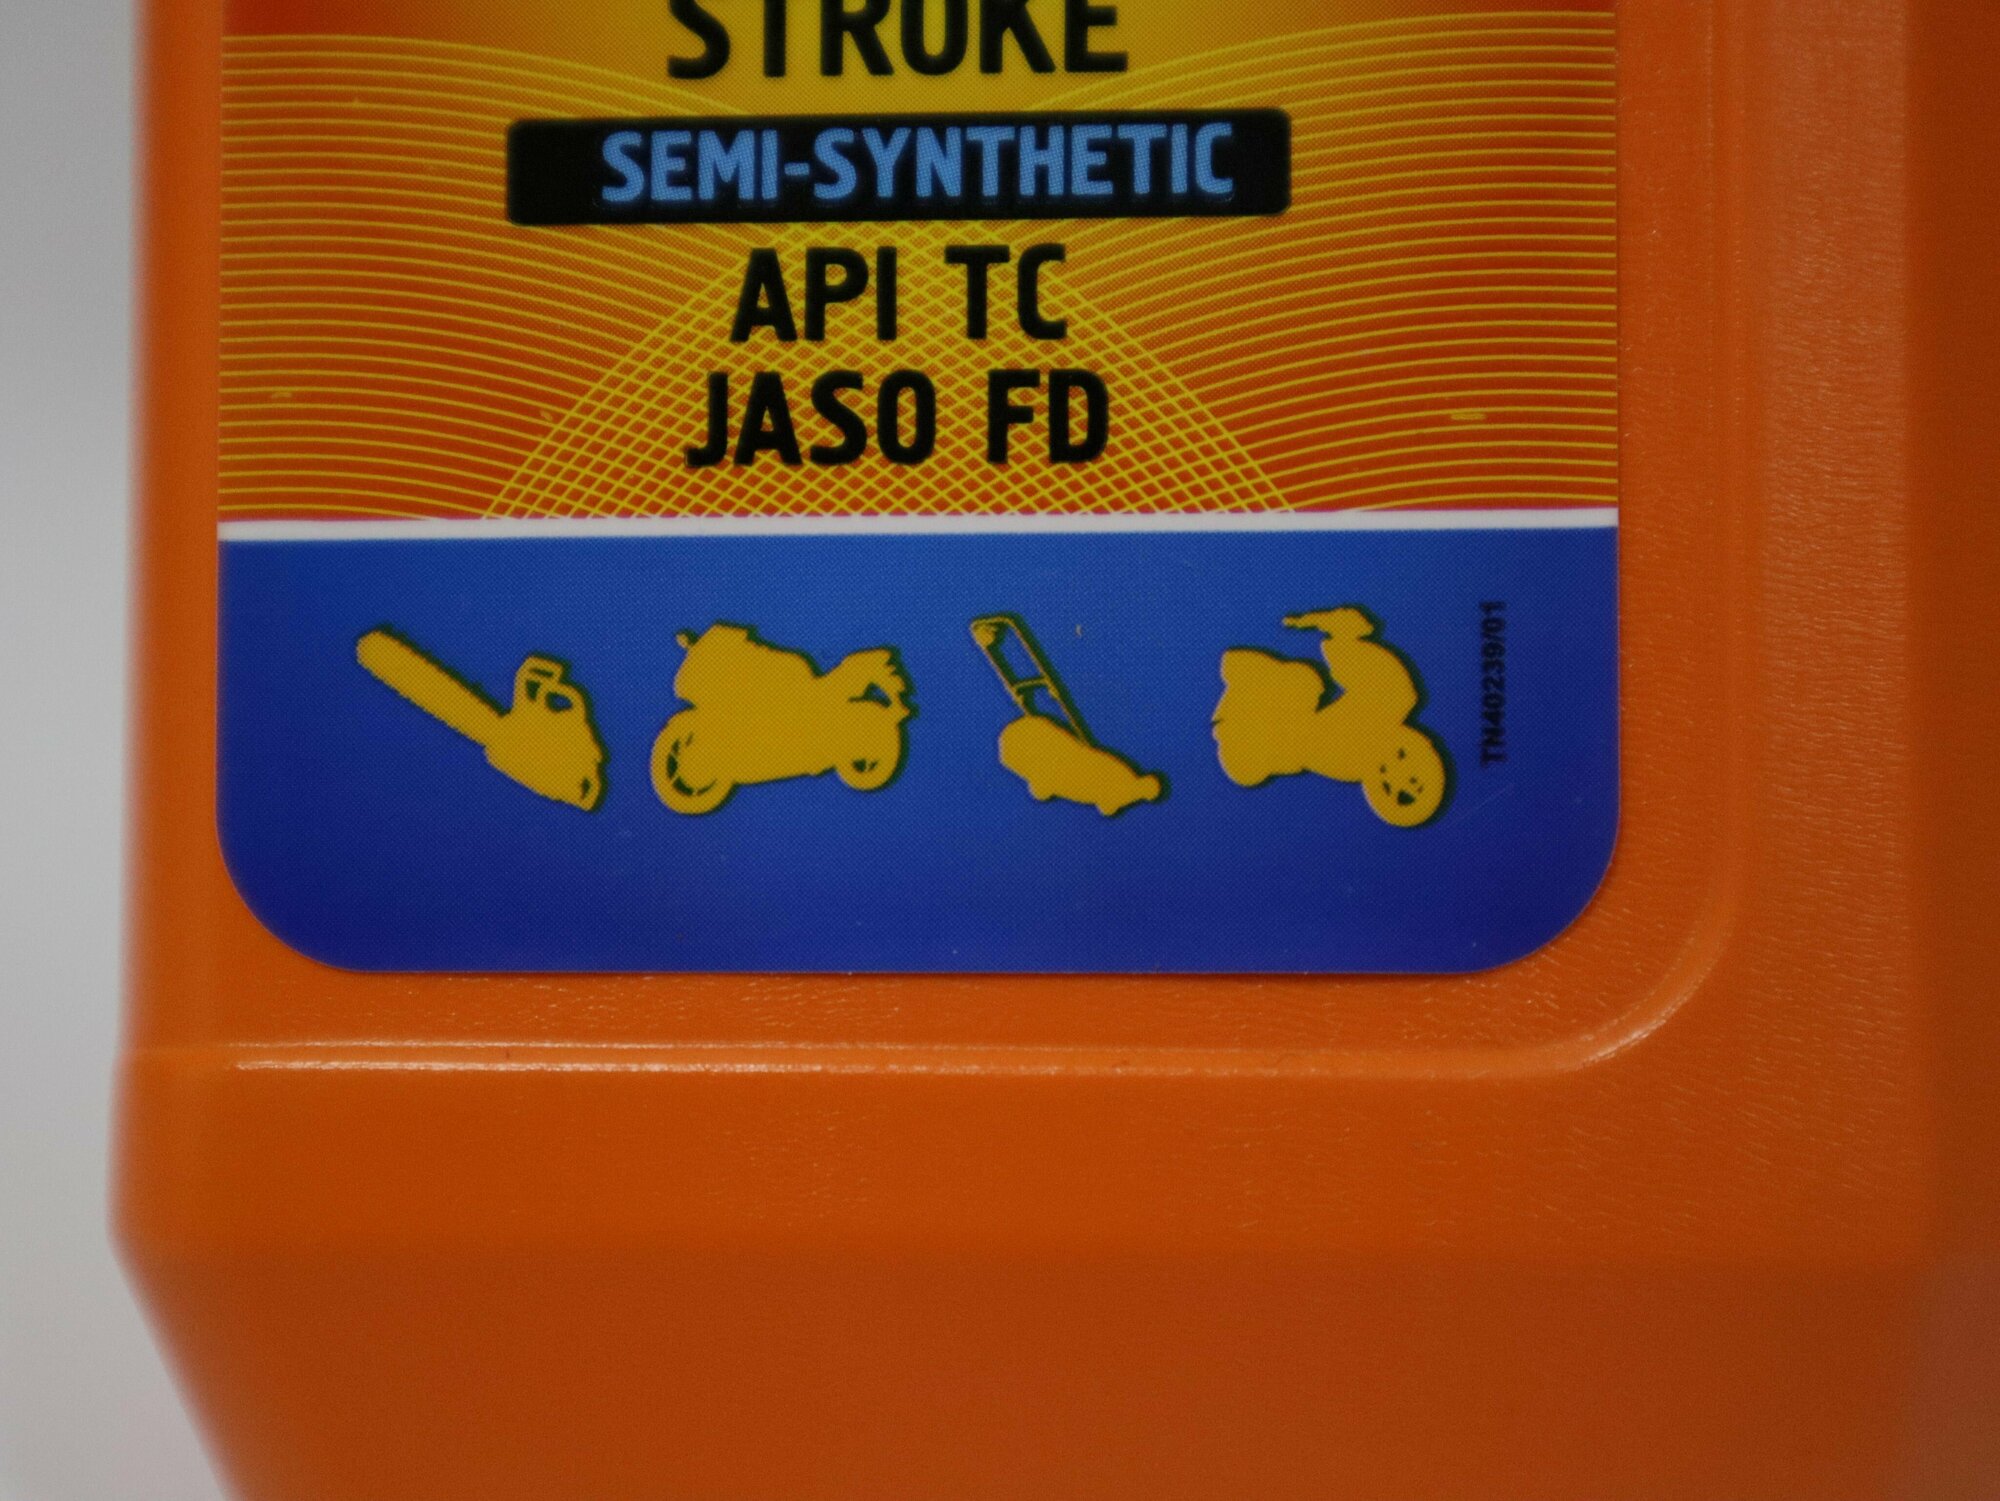 STROKE
SEMI-SYNTHETIC
API TC
JASO FD
TN40239/01